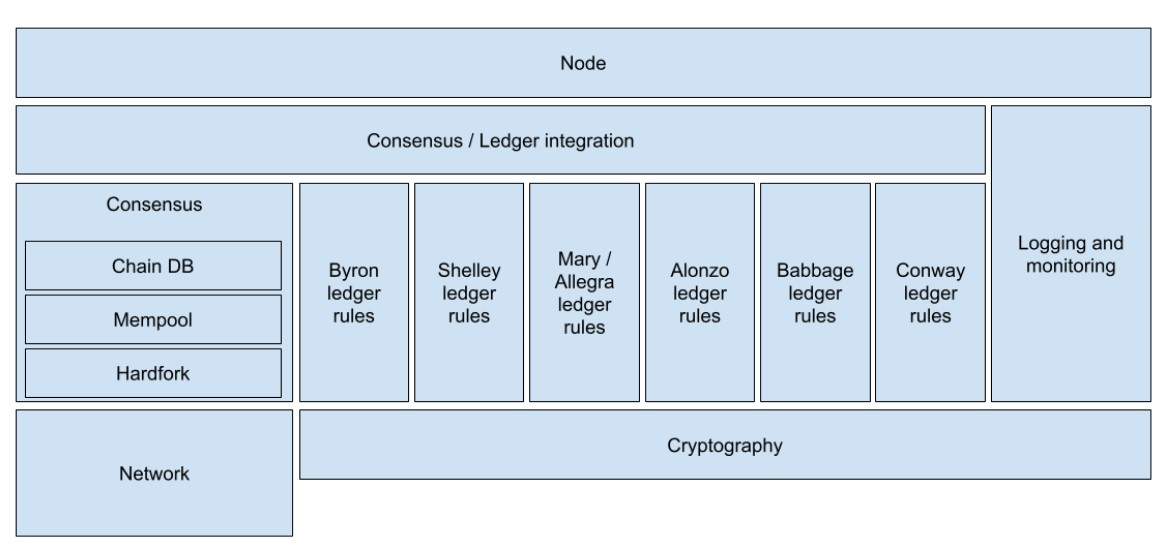 Node
Consensus / Ledger integration
Consensus
Chain DB
Mempool
Hardfork
Byron
ledger
rules
Shelley
ledger
rules
Mary /
Allegra
ledger
rules
Alonzo
ledger
rules
Babbage
ledger
rules
Conway
ledger
rules
Logging and
monitoring
Network
Cryptography